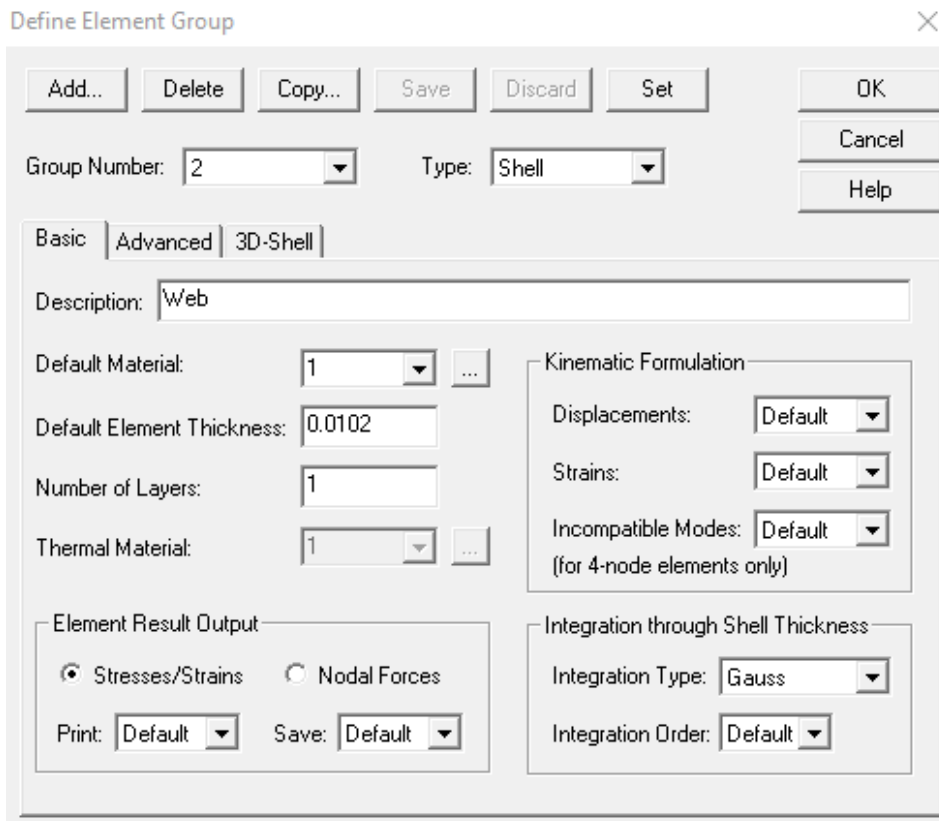 Define Element Group
Add... Delete Copy... Save Discard Set OK
Cancel
Group Number: 2 Type: Shell
Help
Basic Advanced 3D-Shell
Description: Web
Default Material: 1 ...
Default Element Thickness: 0.0102
Number of Layers: 1
Thermal Material: 1 ...
Kinematic Formulation
Displacements: Default
Strains: Default
Incompatible Modes: Default
(for 4-node elements only)
Element Result Output
Stresses/Strains Nodal Forces
Print: Default Save: Default
Integration through Shell Thickness
Integration Type: Gauss
Integration Order: Default